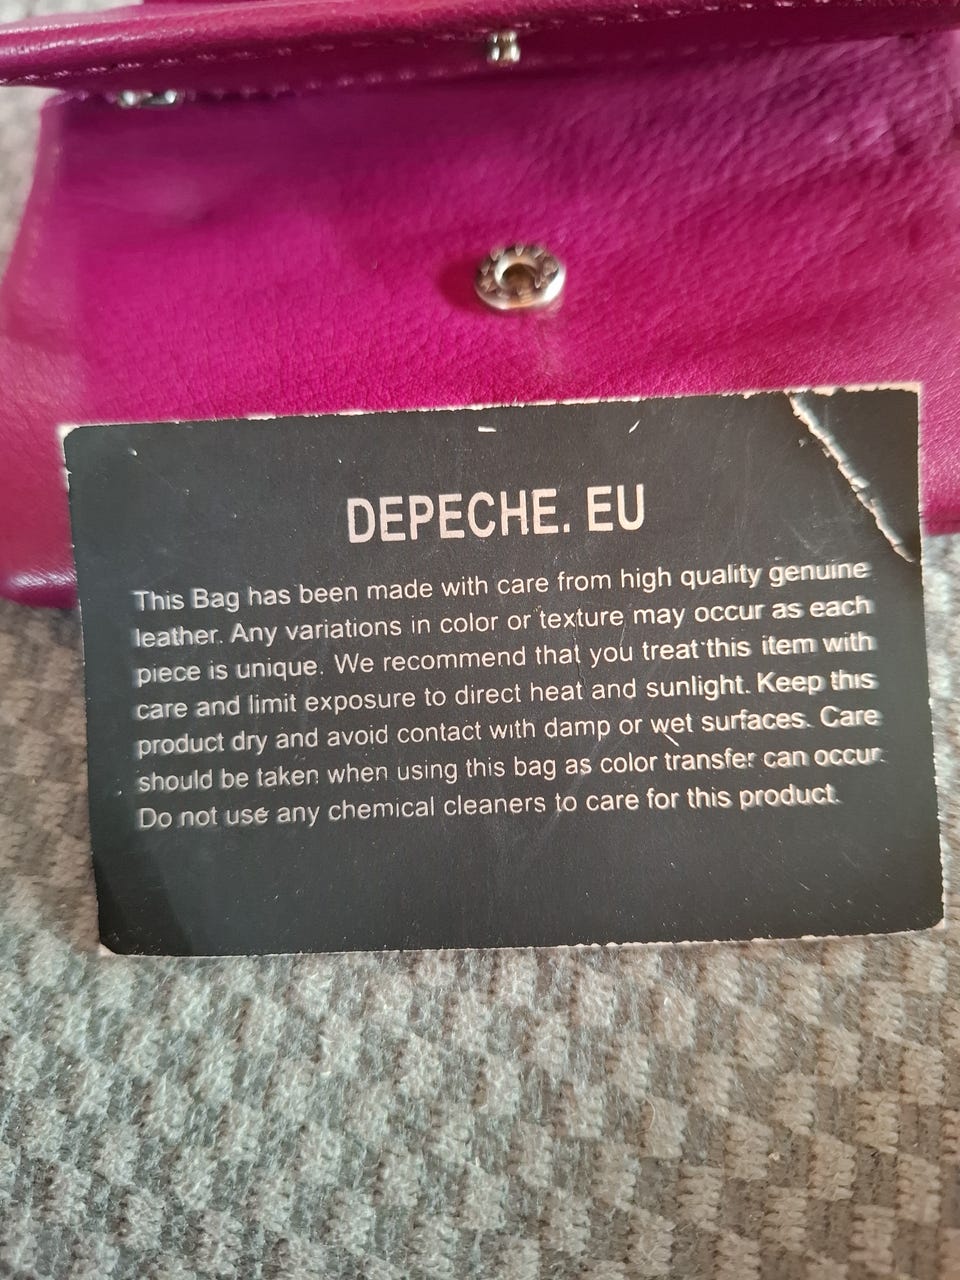 DEPECHE. EU
This Bag has been made with care from high quality genuine
leather. Any variations in color or texture may occur as each
piece is unique. We recommend that you treat this item with
care and limit exposure to direct heat and sunlight. Keep this
product dry and avoid contact with damp or wet surfaces. Care
should be taken when using this bag as color transfer can occur.
Do not use any chemical cleaners to care for this product.